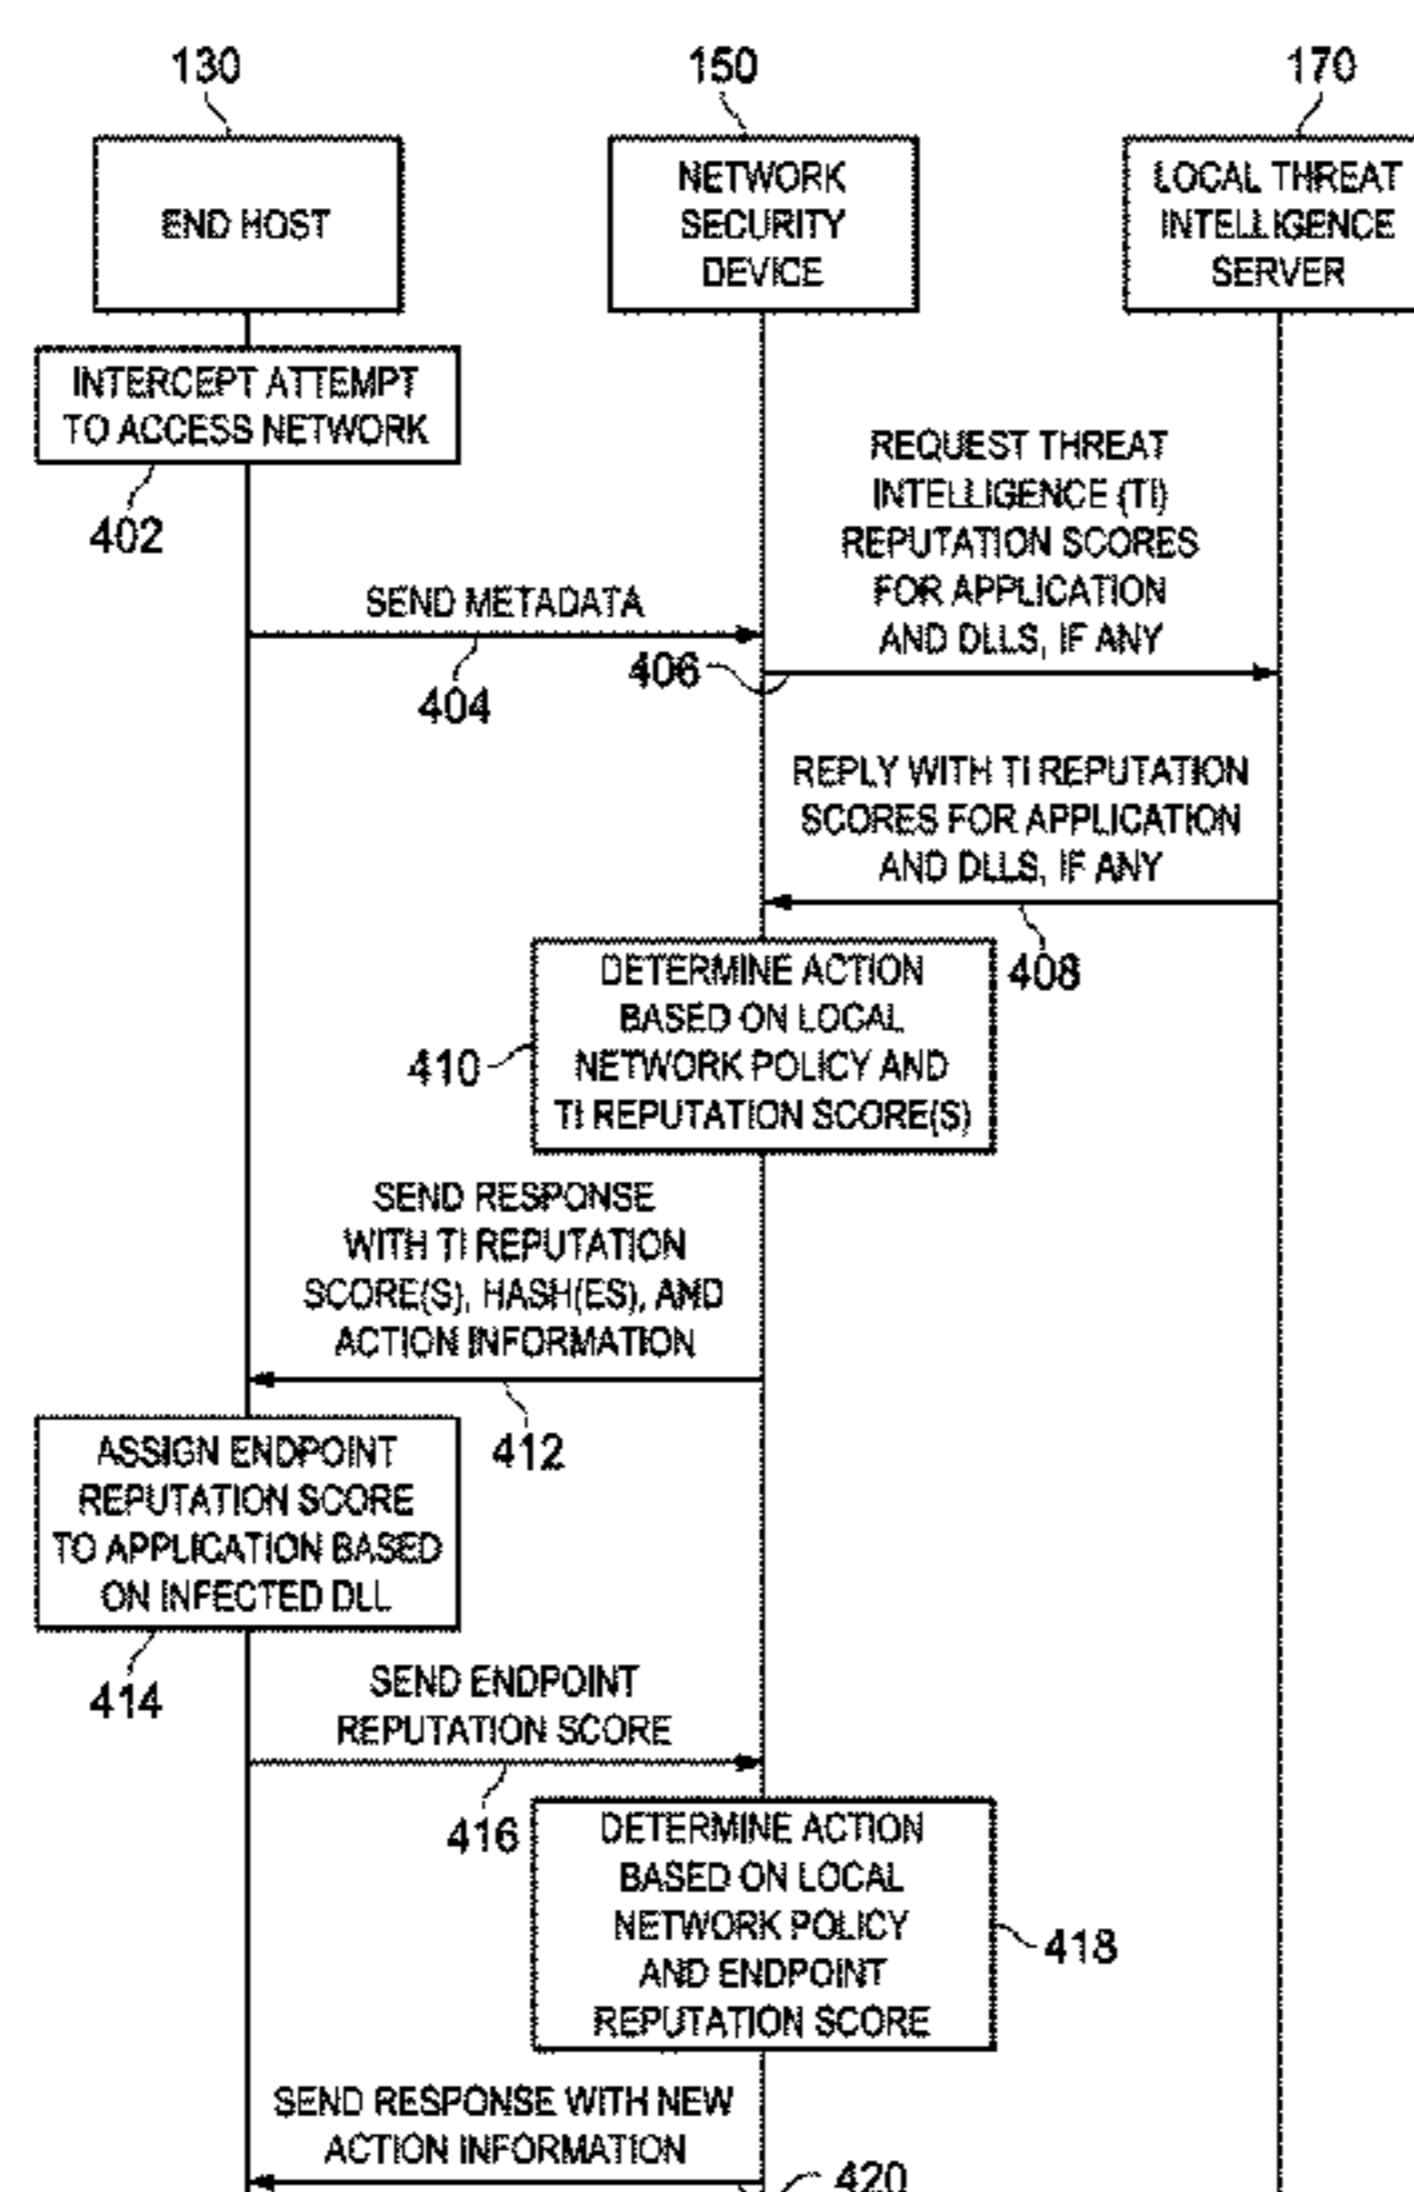 130
150
170
END HOST
NETWORK
SECURITY
DEVICE
LOCAL THREAT
INTELLIGENCE
SERVER
INTERCEPT ATTEMPT
TO ACCESS NETWORK
402
REQUEST THREAT
INTELLIGENCE (TI)
REPUTATION SCORES
FOR APPLICATION
AND DLLS, IF ANY
SEND METADATA
404
406
REPLY WITH TI REPUTATION
SCORES FOR APPLICATION
AND DLLS, IF ANY
408
DETERMINE ACTION
BASED ON LOCAL
NETWORK POLICY AND
TI REPUTATION SCORE(S)
410
SEND RESPONSE
WITH TI REPUTATION
SCORE(S), HASH(ES), AND
ACTION INFORMATION
412
ASSIGN ENDPOINT
REPUTATION SCORE
TO APPLICATION BASED
ON INFECTED DLL
414
SEND ENDPOINT
REPUTATION SCORE
416
DETERMINE ACTION
BASED ON LOCAL
NETWORK POLICY
AND ENDPOINT
REPUTATION SCORE
418
SEND RESPONSE WITH NEW
ACTION INFORMATION
420